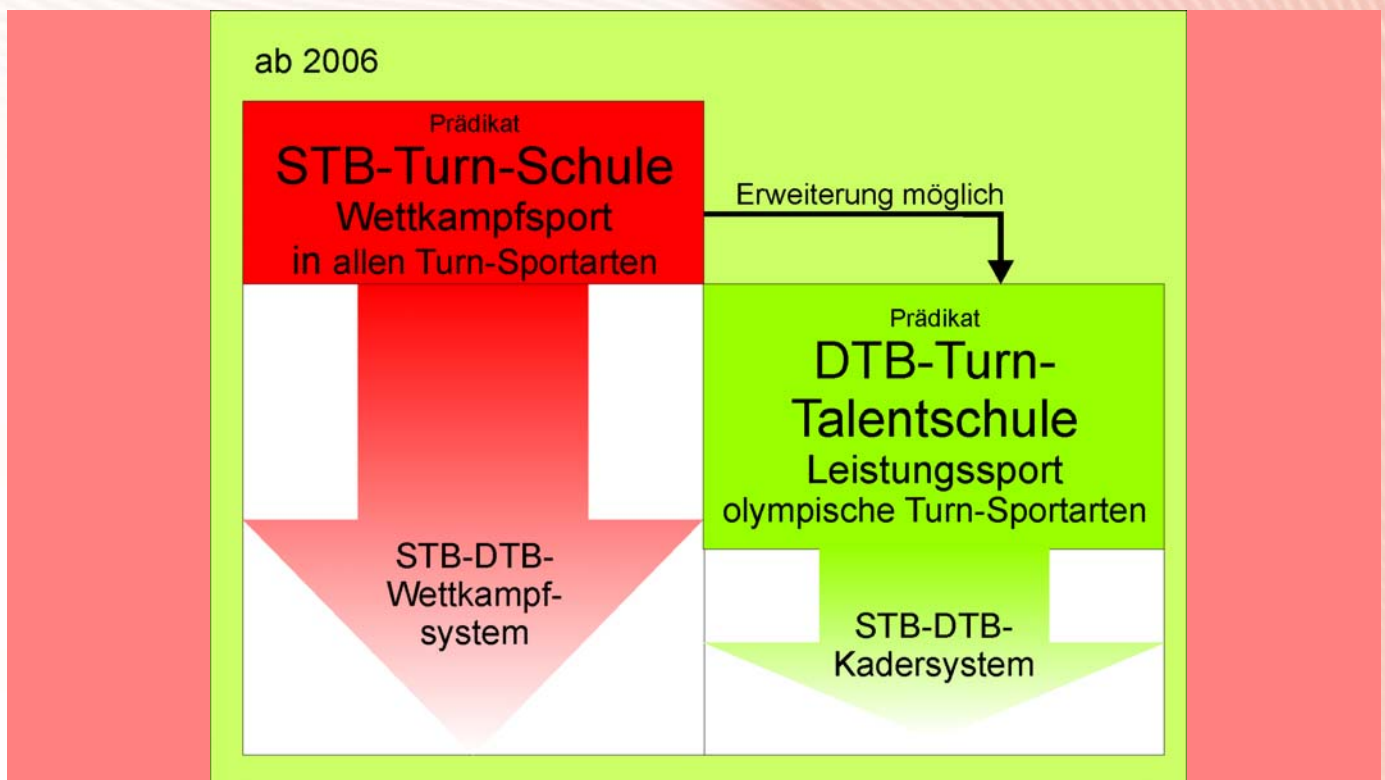 ab 2006
Prädikat
STB-Turn-Schule
Wettkampfsport
in allen Turn-Sportarten
Erweiterung möglich
Prädikat
DTB-Turn-
Talentschule
Leistungssport
olympische Turn-Sportarten
STB-DTB-
Wettkampf-
system
STB-DTB-
Kadersystem